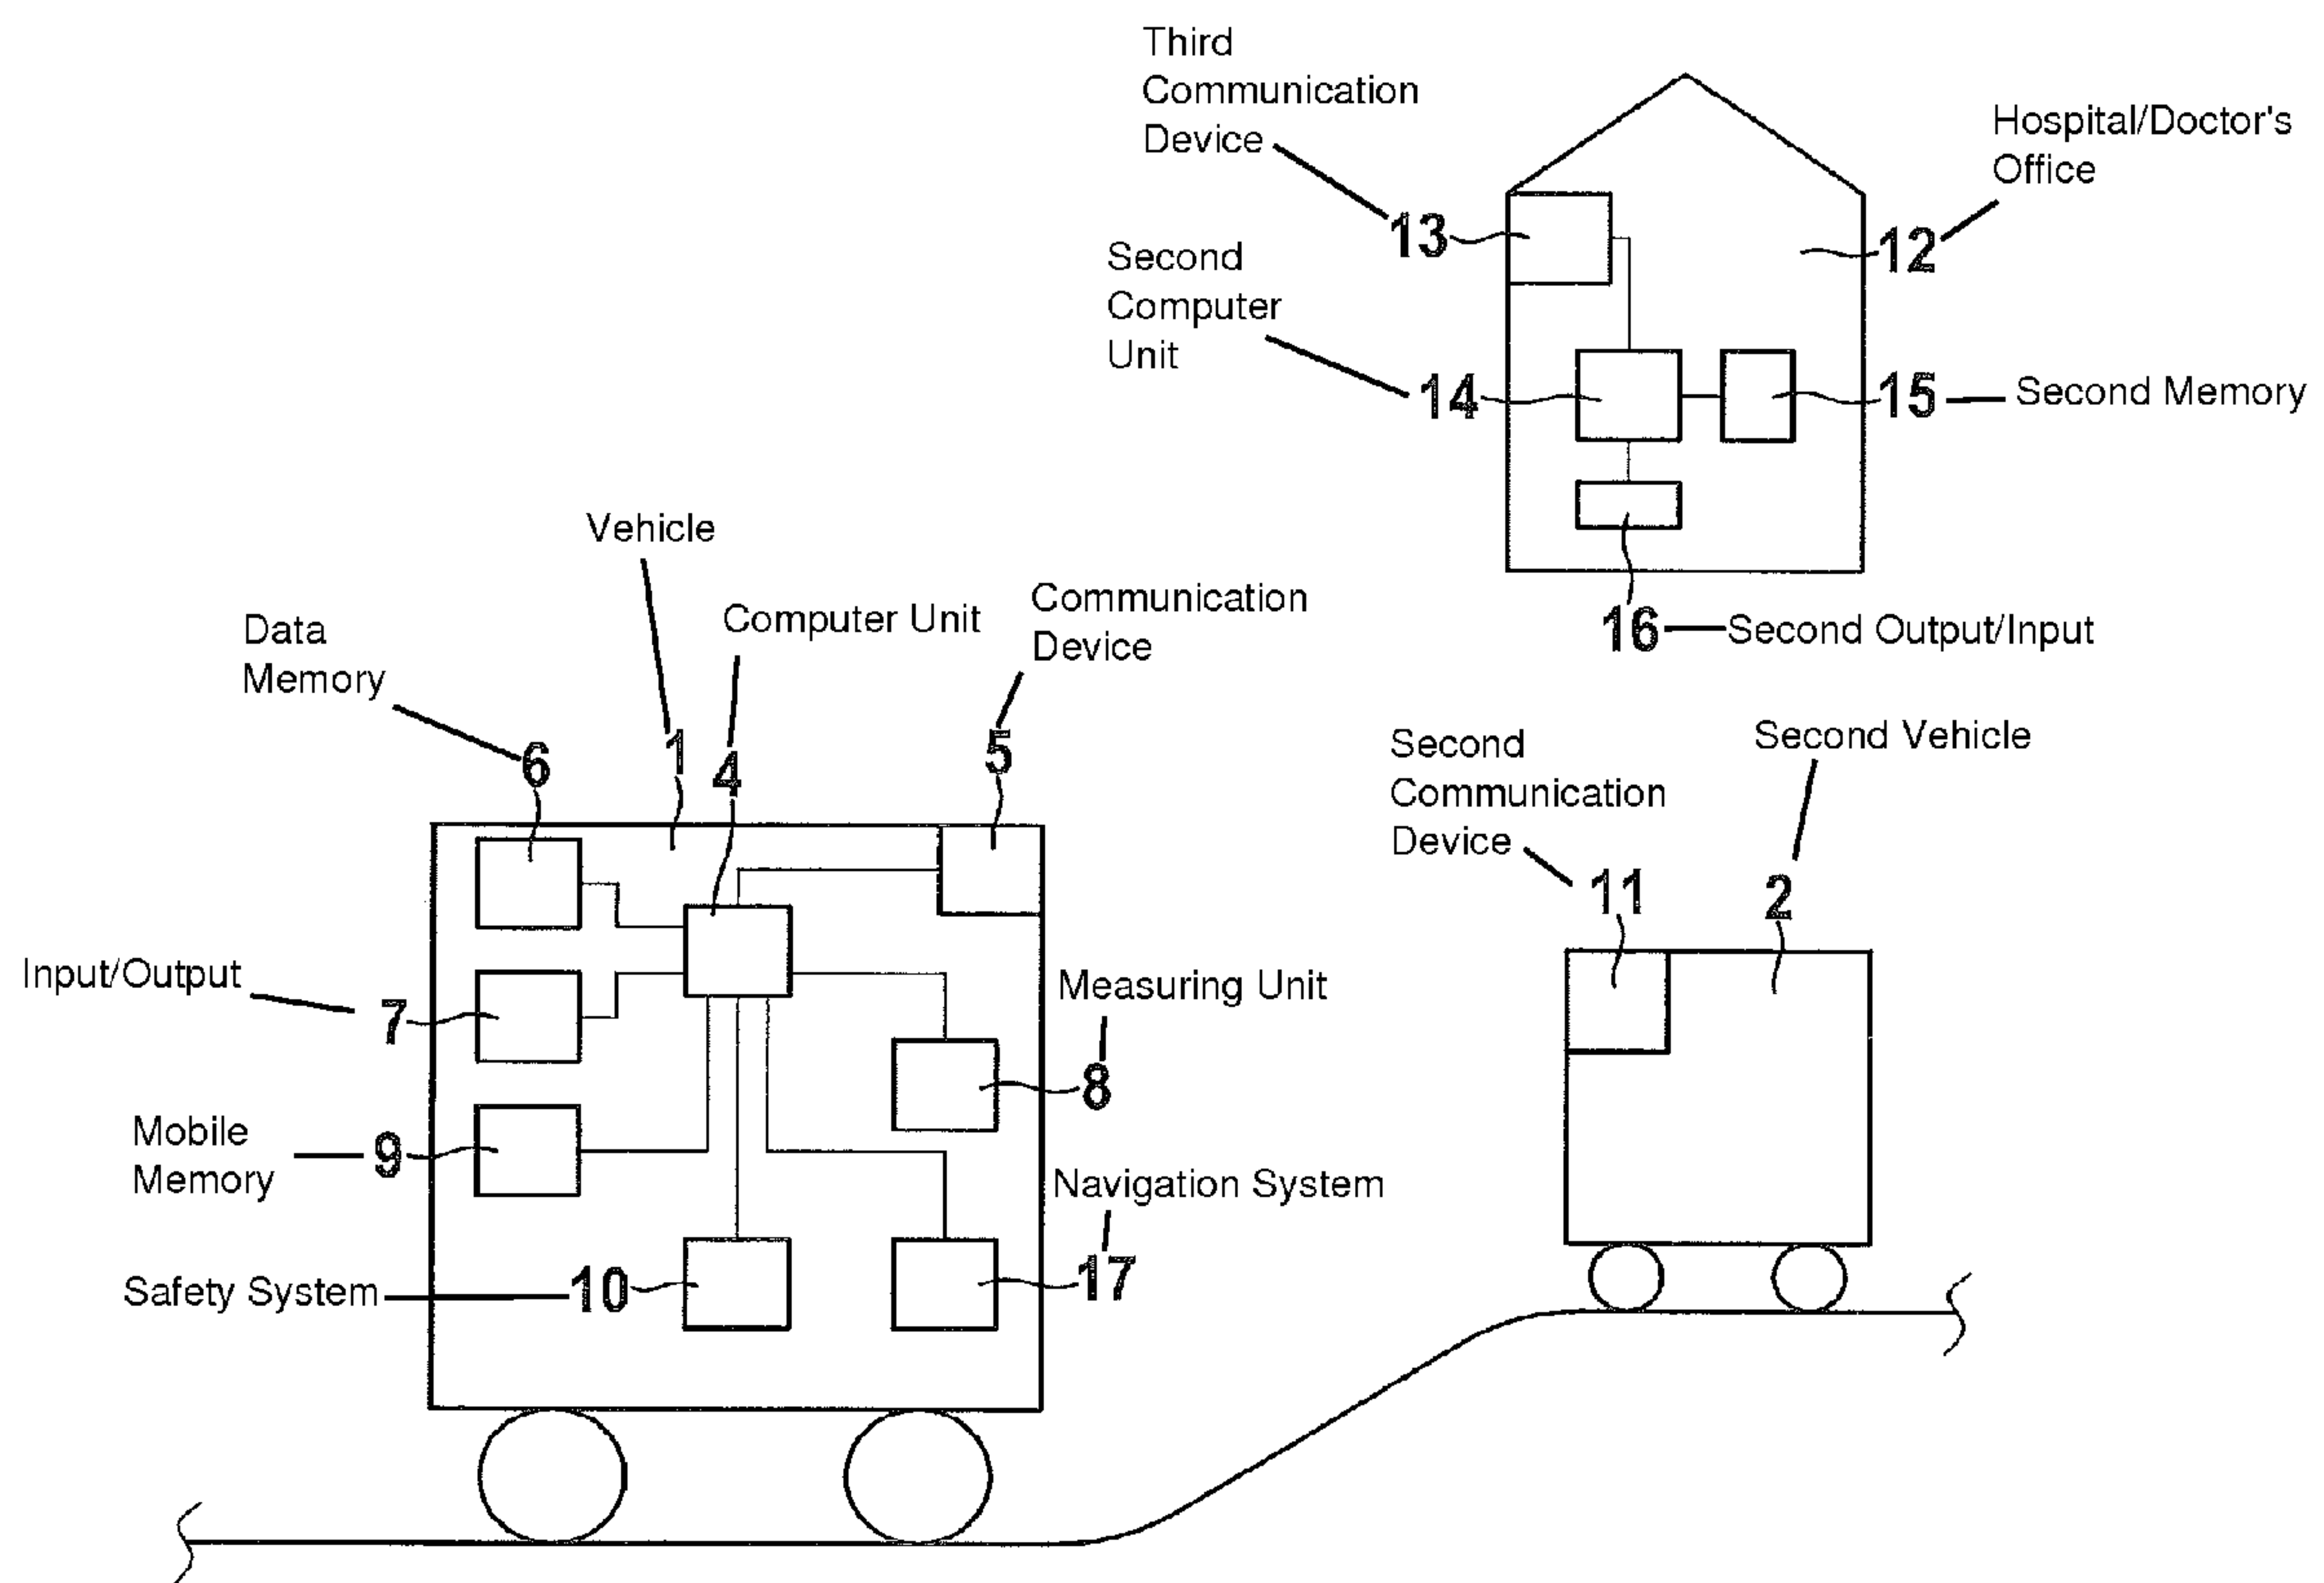 Third
Communication
Device
13
Hospital/Doctor's
Office
12
Second
Computer
Unit
14
15
Second Memory
16
Second Output/Input
Vehicle
1
Computer Unit
4
Communication
Device
5
Data
Memory
6
Second
Communication
Device
11
Second Vehicle
2
Input/Output
7
Measuring Unit
8
Mobile
Memory
9
Navigation System
17
Safety System
10